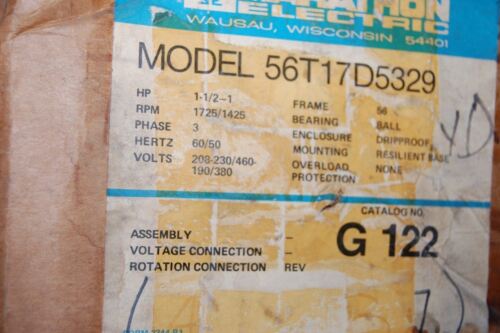 ELECTRIC
WAUSAU, WISCONSIN 54401
MODEL 56T17D5329
HP 1-1/2-1
RPM 1725/1425
PHASE 3
HERTZ 60/50
VOLTS 208-230/460-
190/380
FRAME 56
BEARING BALL
ENCLOSURE DRIPPROOF
MOUNTING RESILIENT BASE
OVERLOAD NONE
PROTECTION
CATALOG NO.
G 122
ASSEMBLY –
VOLTAGE CONNECTION –
ROTATION CONNECTION REV